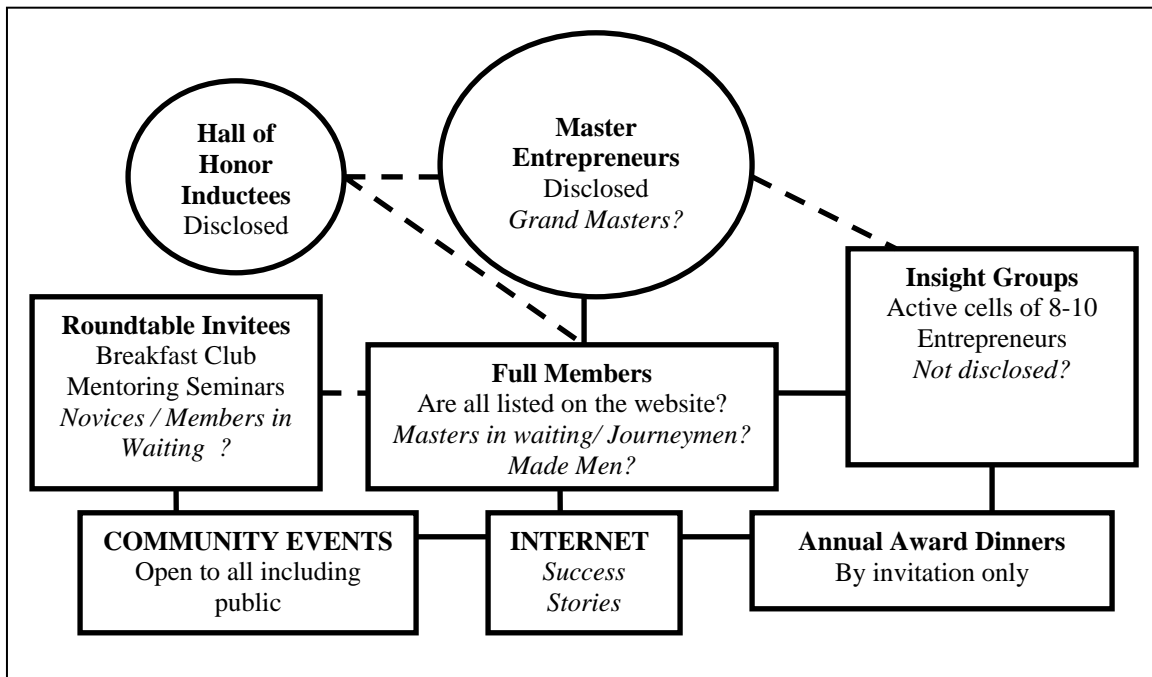 Hall of
Honor
Inductees
Disclosed
Master
Entrepreneurs
Disclosed
Grand Masters?
Insight Groups
Active cells of 8-10
Entrepreneurs
Not disclosed?
Roundtable Invitees
Breakfast Club
Mentoring Seminars
Novices / Members in
Waiting ?
Full Members
Are all listed on the website?
Masters in waiting/ Journeymen?
Made Men?
COMMUNITY EVENTS
Open to all including
public
INTERNET
Success
Stories
Annual Award Dinners
By invitation only